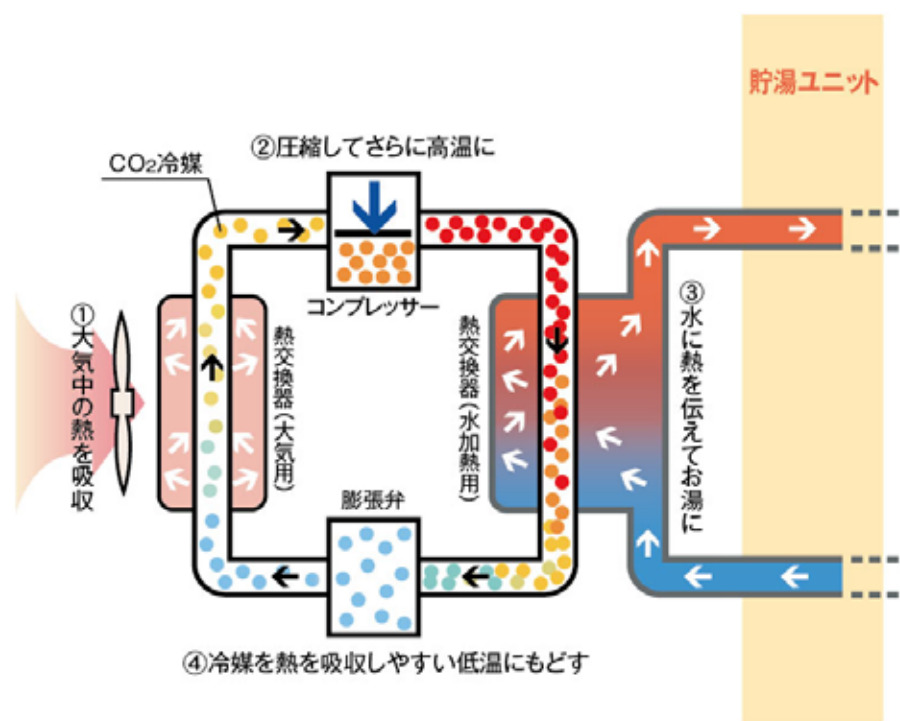 貯湯ユニット
②圧縮してさらに高温に
CO2冷媒
コンプレッサー
①大気中の熱を吸収
熱交換器(大気用)
熱交換器(水加熱用)
③水に熱を伝えてお湯に
膨張弁
④冷媒を熱を吸収しやすい低温にもどす